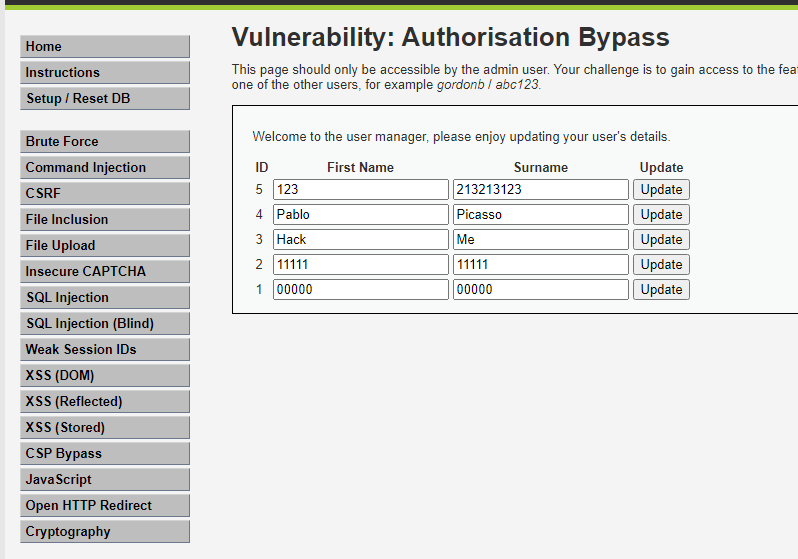 Home
Instructions
Setup / Reset DB
Brute Force
Command Injection
CSRF
File Inclusion
File Upload
Insecure CAPTCHA
SQL Injection
SQL Injection (Blind)
Weak Session IDs
XSS (DOM)
XSS (Reflected)
XSS (Stored)
CSP Bypass
JavaScript
Open HTTP Redirect
Cryptography
Vulnerability: Authorisation Bypass
This page should only be accessible by the admin user. Your challenge is to gain access to the
one of the other users, for example gordonb / abc123.
Welcome to the user manager, please enjoy updating your user's details.
ID First Name Surname Update
5 123 213213123 Update
4 Pablo Picasso Update
3 Hack Me Update
2 11111 11111 Update
1 00000 00000 Update